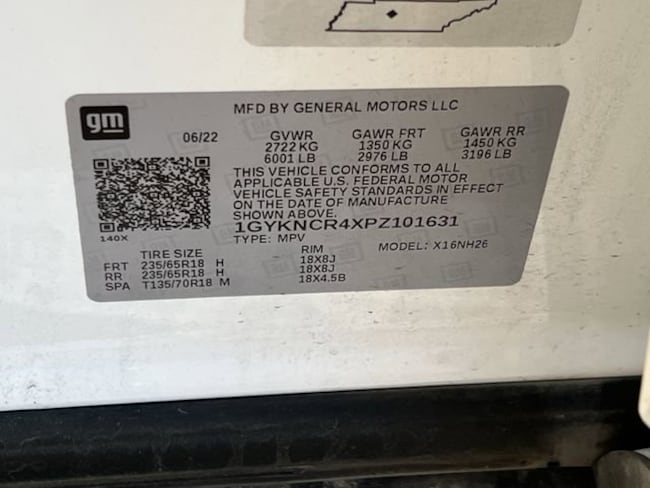 MFD BY GENERAL MOTORS LLC
gm
06/22
GVWR GAWR FRT GAWR RR
2722 KG 1350 KG 1450 KG
6001 LB 2976 LB 3196 LB
THIS VEHICLE CONFORMS TO ALL
APPLICABLE U.S. FEDERAL MOTOR
VEHICLE SAFETY STANDARDS IN EFFECT
ON THE DATE OF MANUFACTURE
SHOWN ABOVE.
1GYKNCR4XPZ101631
140X
TYPE: MPV MODEL: X16NH26
TIRE SIZE RIM
FRT 235/65R18 H 18X8J
RR 235/65R18 H 18X8J
SPA T135/70R18 M 18X4.5B